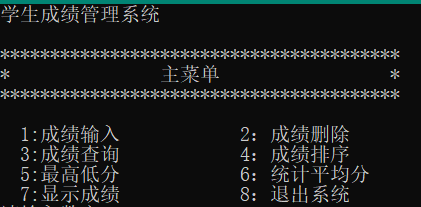 学生成绩管理系统
****************************************
* 主菜单 *
****************************************
1:成绩输入 2: 成绩删除
3:成绩查询 4: 成绩排序
5:最高低分 6: 统计平均分
7:显示成绩 8: 退出系统